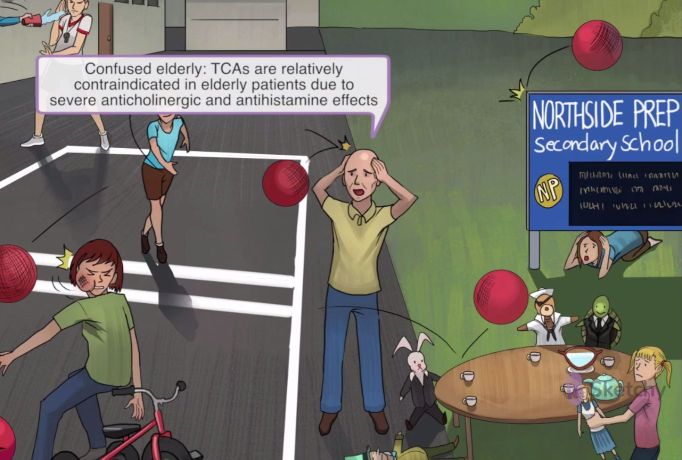 Confused elderly: TCAs are relatively
contraindicated in elderly patients due to
severe anticholinergic and antihistamine effects
NORTHSIDE PREP
Secondary School
NP
Sketch